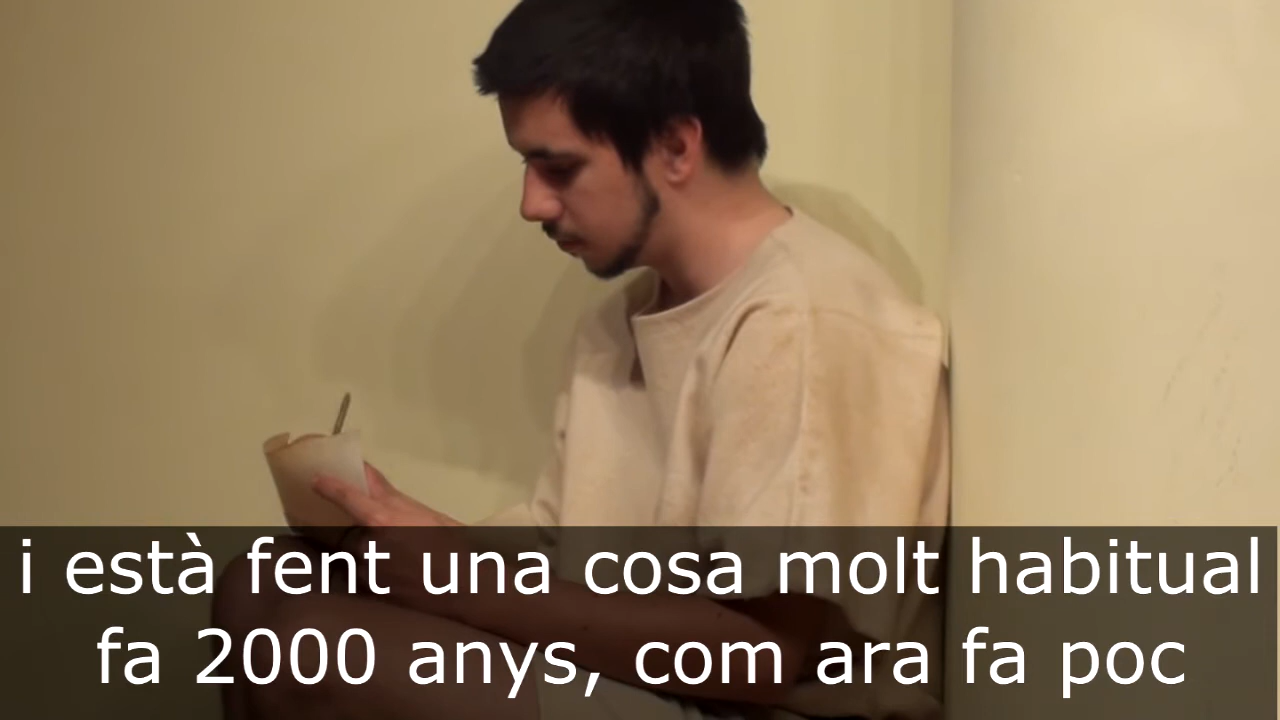 i està fent una cosa molt habitual
fa 2000 anys, com ara fa poc